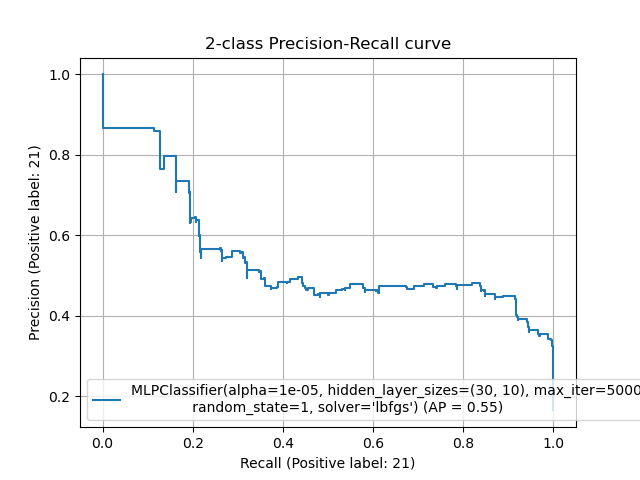 2-class Precision-Recall curve
1.0
0.8
0.6
0.4
0.2
Precision (Positive label: 21)
MLPClassifier(alpha=1e-05, hidden_layer_sizes=(30, 10), max_iter=5000
random_state=1, solver='lbfgs') (AP = 0.55)
0.0 0.2 0.4 0.6 0.8 1.0
Recall (Positive label: 21)